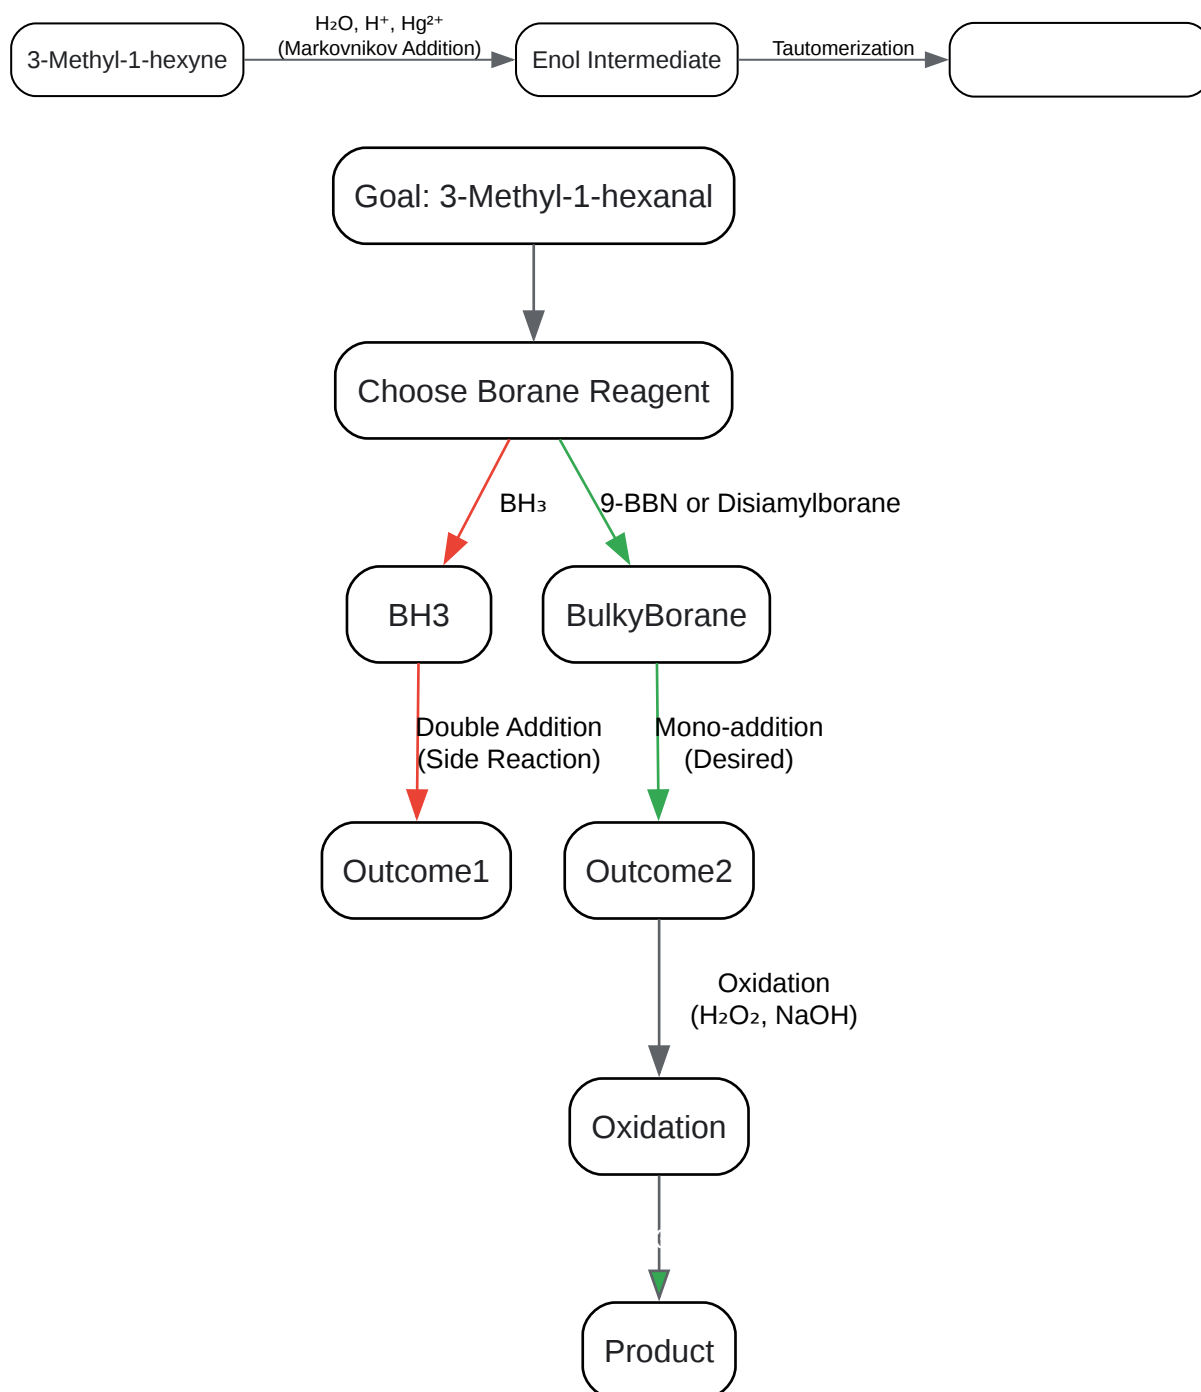 3-Methyl-1-hexyne
H₂O, H⁺, Hg²⁺
(Markovnikov Addition)
Enol Intermediate
Tautomerization
Goal: 3-Methyl-1-hexanal
Choose Borane Reagent
BH₃
9-BBN or Disiamylborane
BH3
BulkyBorane
Double Addition
(Side Reaction)
Mono-addition
(Desired)
Outcome1
Outcome2
Oxidation
(H₂O₂, NaOH)
Oxidation
Product